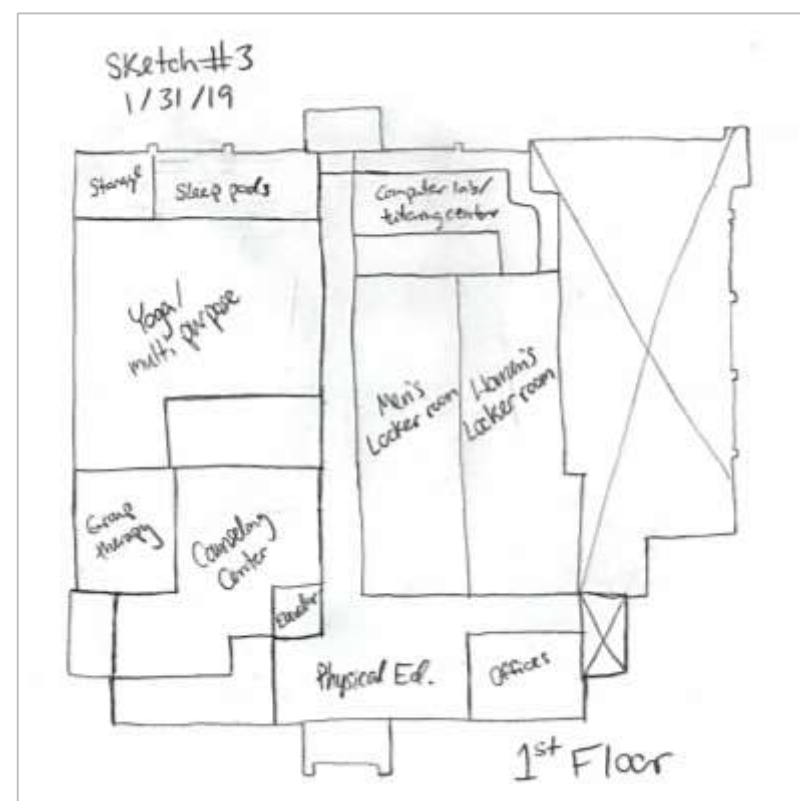 Sketch #3
1/31/19
Storage
Sleep pods
Computer labs/
tutoring center
Yoga/
multi purpose
Men's
Locker room
Women's
Locker room
Group
therapy
Counseling
Center
Elevator
Physical Ed.
Offices
1st Floor